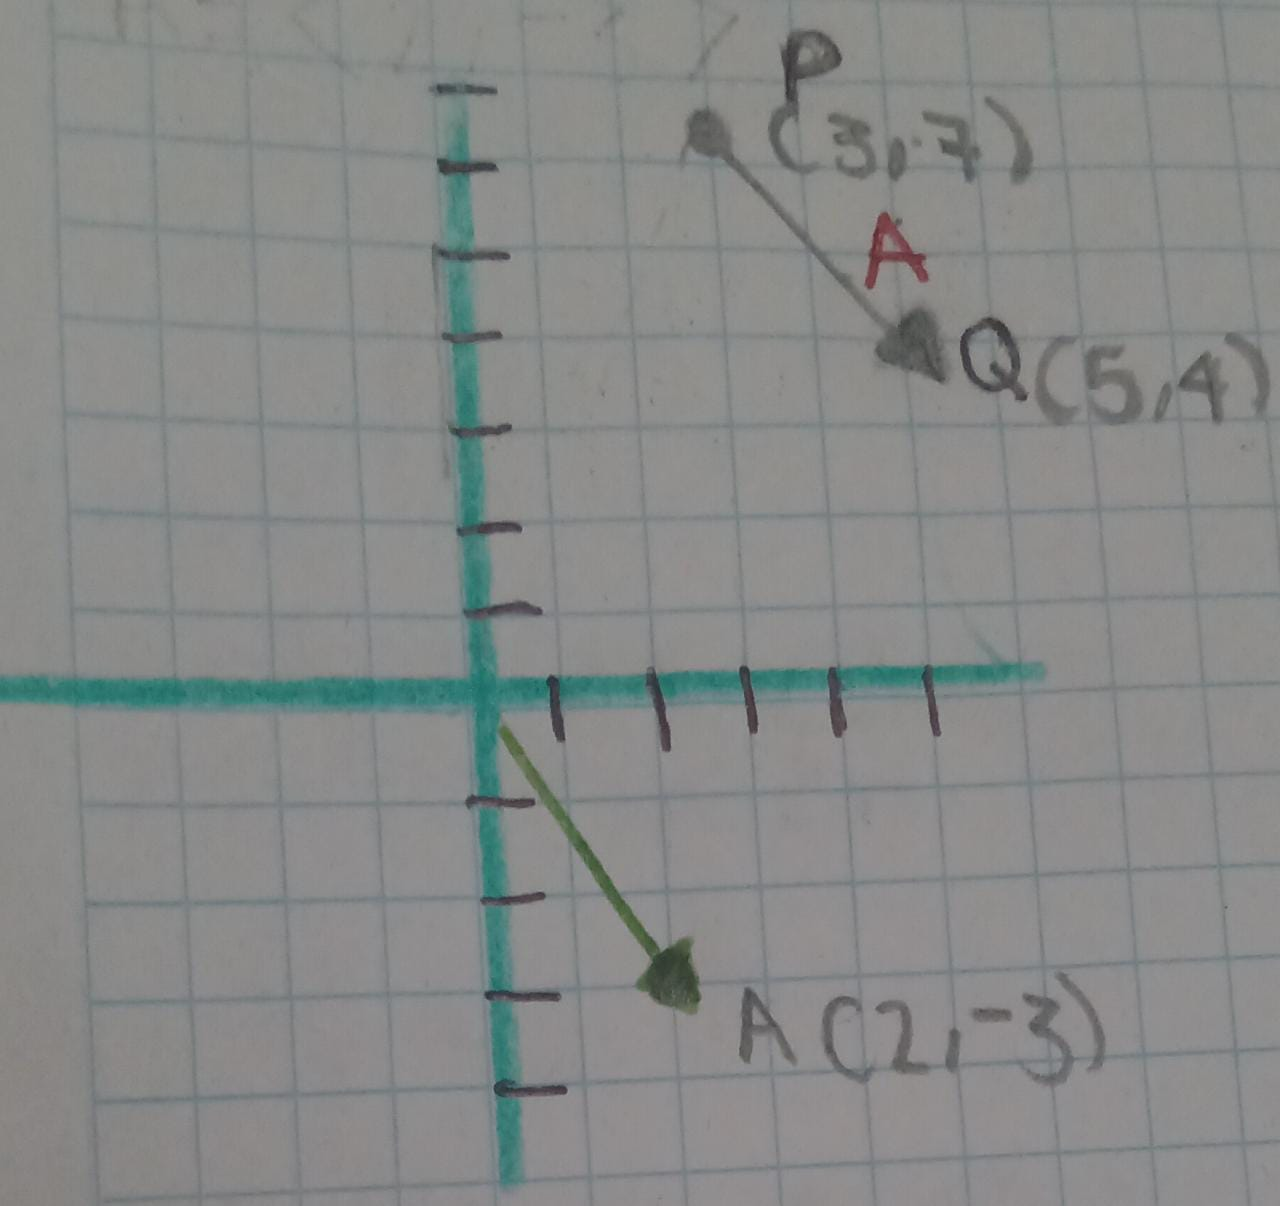 P
(3,7)
A
Q(5,4)
A(2,-3)